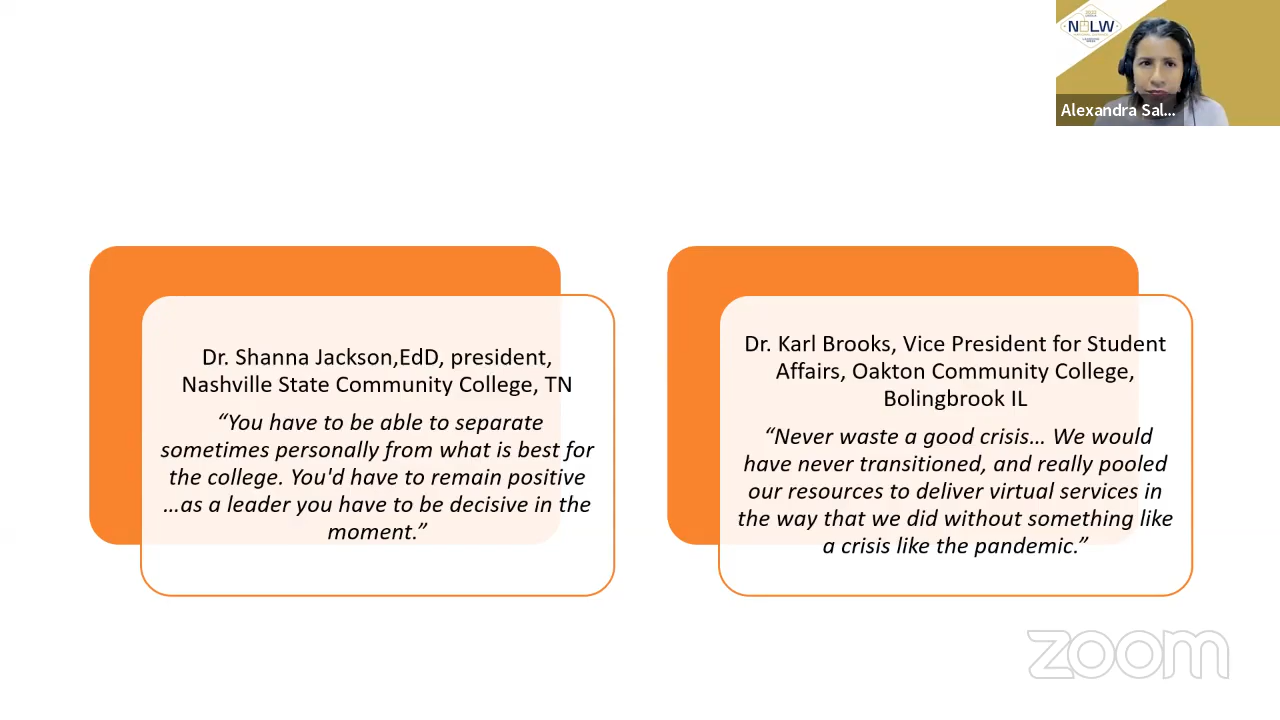 NLW
Alexandra Sal...
Dr. Shanna Jackson,EdD, president,
Nashville State Community College, TN
“You have to be able to separate
sometimes personally from what is best for
the college. You'd have to remain positive
…as a leader you have to be decisive in the
moment.”
Dr. Karl Brooks, Vice President for Student
Affairs, Oakton Community College,
Bolingbrook IL
“Never waste a good crisis… We would
have never transitioned, and really pooled
our resources to deliver virtual services in
the way that we did without something like
a crisis like the pandemic.”
zoom